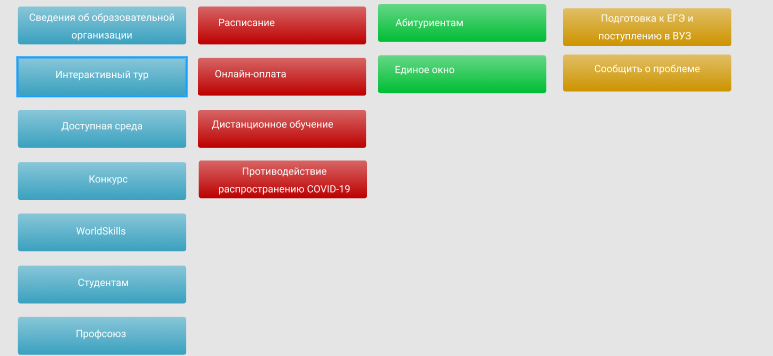 Сведения об образовательной
организации
Интерактивный тур
Доступная среда
Конкурс
WorldSkills
Студентам
Профсоюз
Расписание
Онлайн-оплата
Дистанционное обучение
Противодействие
распространению COVID-19
Абитуриентам
Единое окно
Подготовка к ЕГЭ и
поступлению в ВУЗ
Сообщить о проблеме